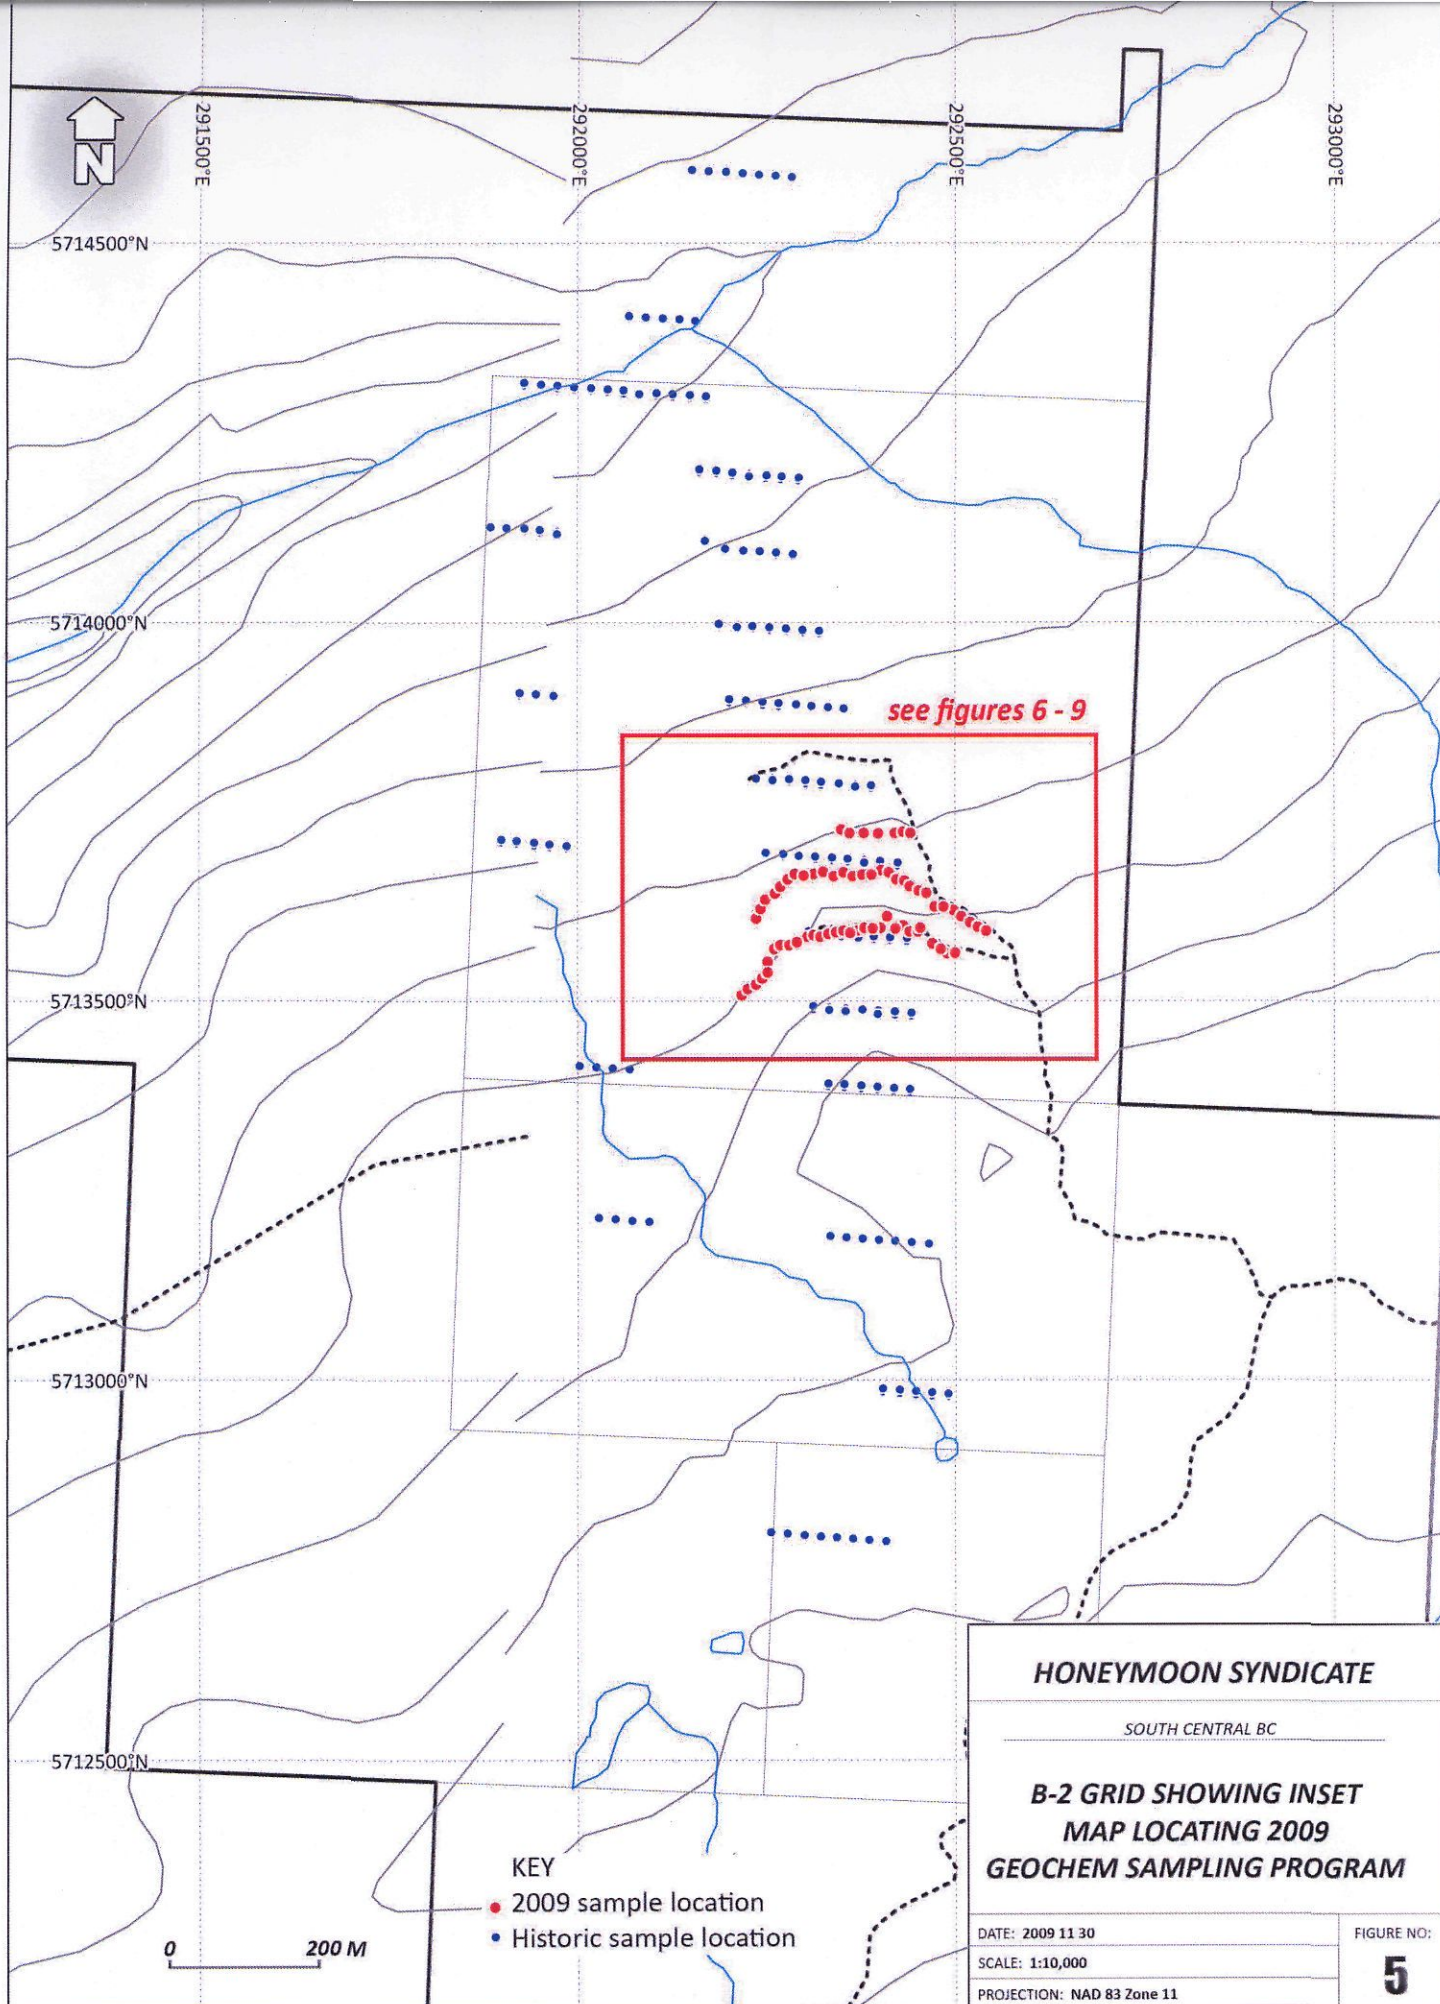 N
291500°E
292000°E
292500°E
293000°E
5714500°N
5714000°N
see figures 6 - 9
5713500°N
5713000°N
5712500°N
HONEYMOON SYNDICATE
SOUTH CENTRAL BC
B-2 GRID SHOWING INSET
MAP LOCATING 2009
GEOCHEM SAMPLING PROGRAM
KEY
2009 sample location
Historic sample location
0 200 M
DATE: 2009 11 30
SCALE: 1:10,000
PROJECTION: NAD 83 Zone 11
FIGURE NO:
5